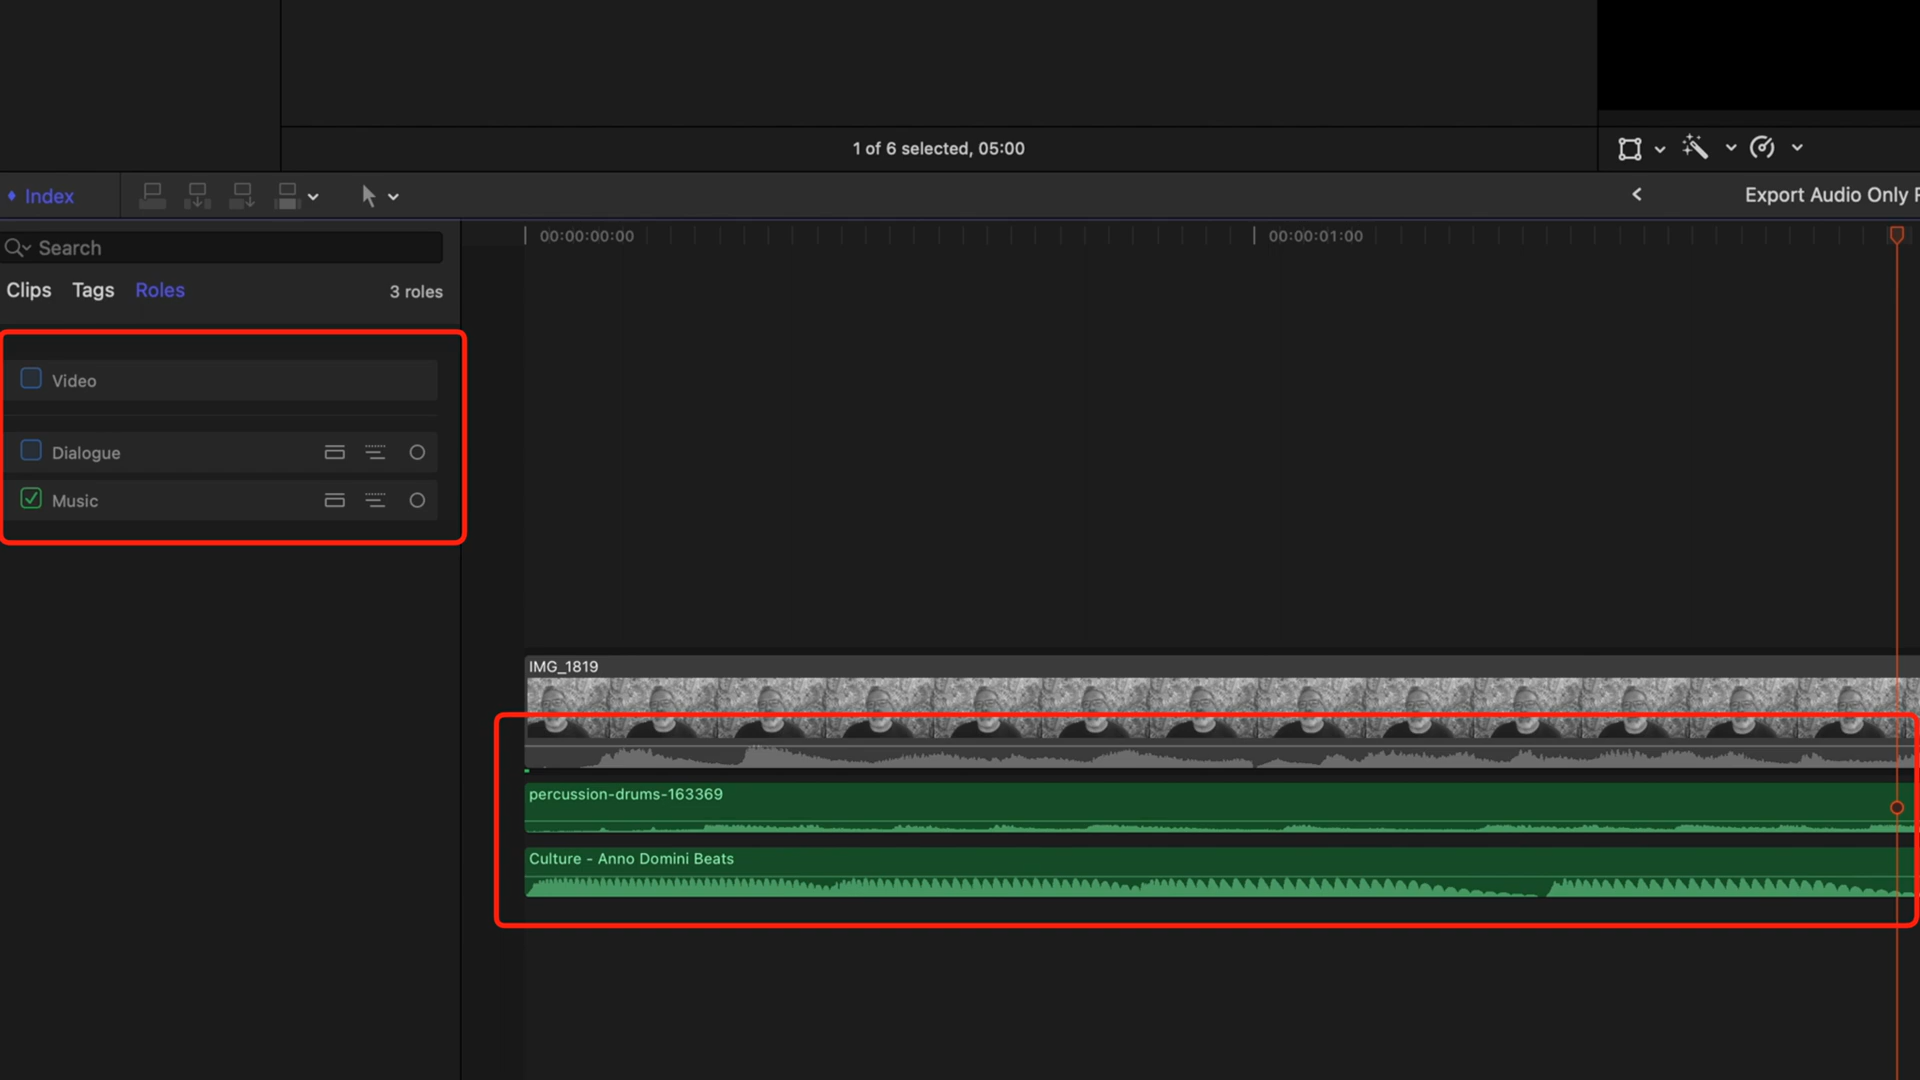 1 of 6 selected, 05:00
Index
Export Audio Only
Search
00:00:00:00
00:00:01:00
Clips Tags Roles 3 roles
Video
Dialogue
Music
IMG_1819
percussion-drums-163369
Culture - Anno Domini Beats